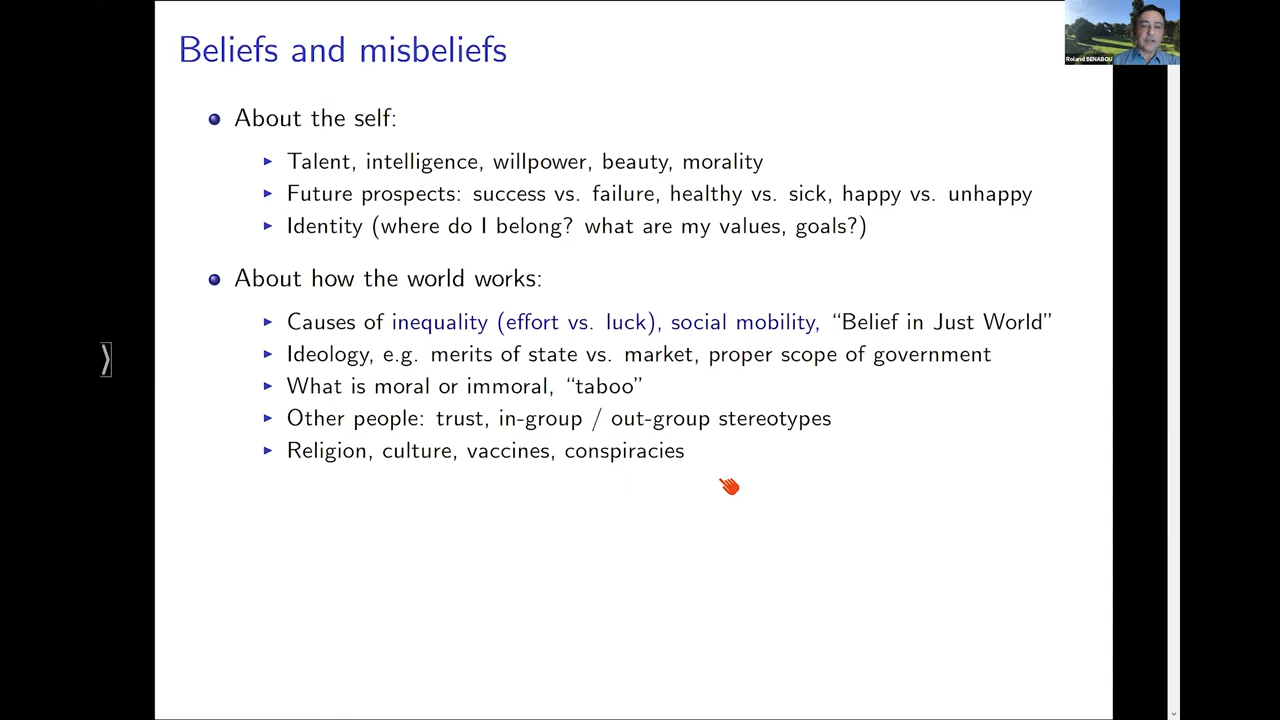 Beliefs and misbeliefs
Roland BENABOU
About the self:
Talent, intelligence, willpower, beauty, morality
Future prospects: success vs. failure, healthy vs. sick, happy vs. unhappy
Identity (where do I belong? what are my values, goals?)
About how the world works:
Causes of inequality (effort vs. luck), social mobility, “Belief in Just World”
Ideology, e.g. merits of state vs. market, proper scope of government
What is moral or immoral, “taboo”
Other people: trust, in-group / out-group stereotypes
Religion, culture, vaccines, conspiracies